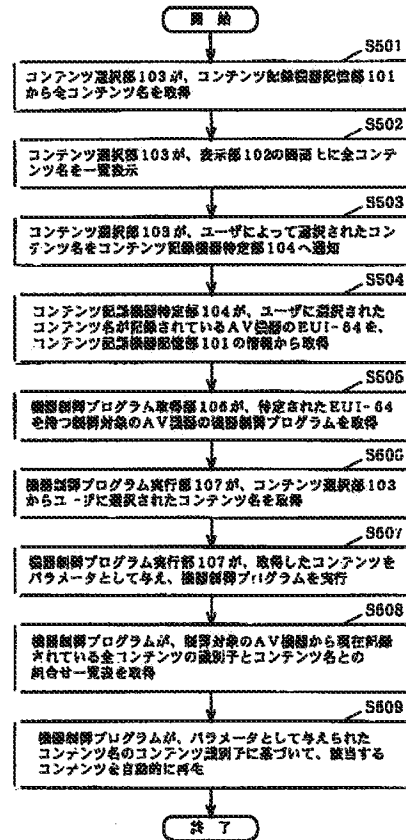 開始
S501
コンテンツ選択部103が、コンテンツ記録機器記憶部101
から全コンテンツ名を取得
S502
コンテンツ選択部103が、表示部102の画面上に全コンテ
ンツ名を一覧表示
S503
コンテンツ選択部103が、ユーザによって選択されたコン
テンツ名をコンテンツ記録機器特定部104へ通知
S504
コンテンツ記録機器特定部104が、ユーザに選択された
コンテンツ名が記録されているAV機器のEUI-64を、
コンテンツ記録機器記憶部101の情報から取得
S505
機器制御プログラム取得部106が、特定されたEUI-64
を持つ制御対象のAV機器の機器制御プログラムを取得
S506
機器制御プログラム実行部107が、コンテンツ選択部103
からユーザに選択されたコンテンツ名を取得
S507
機器制御プログラム実行部107が、取得したコンテンツを
パラメータとして与え、機器制御プログラムを実行
S508
機器制御プログラムが、制御対象のAV機器から現在記録
されている全コンテンツの識別子とコンテンツ名との
組合せ一覧表を取得
S509
機器制御プログラムが、パラメータとして与えられた
コンテンツ名のコンテンツ識別子に基づいて、該当する
コンテンツを自動的に再生
終了